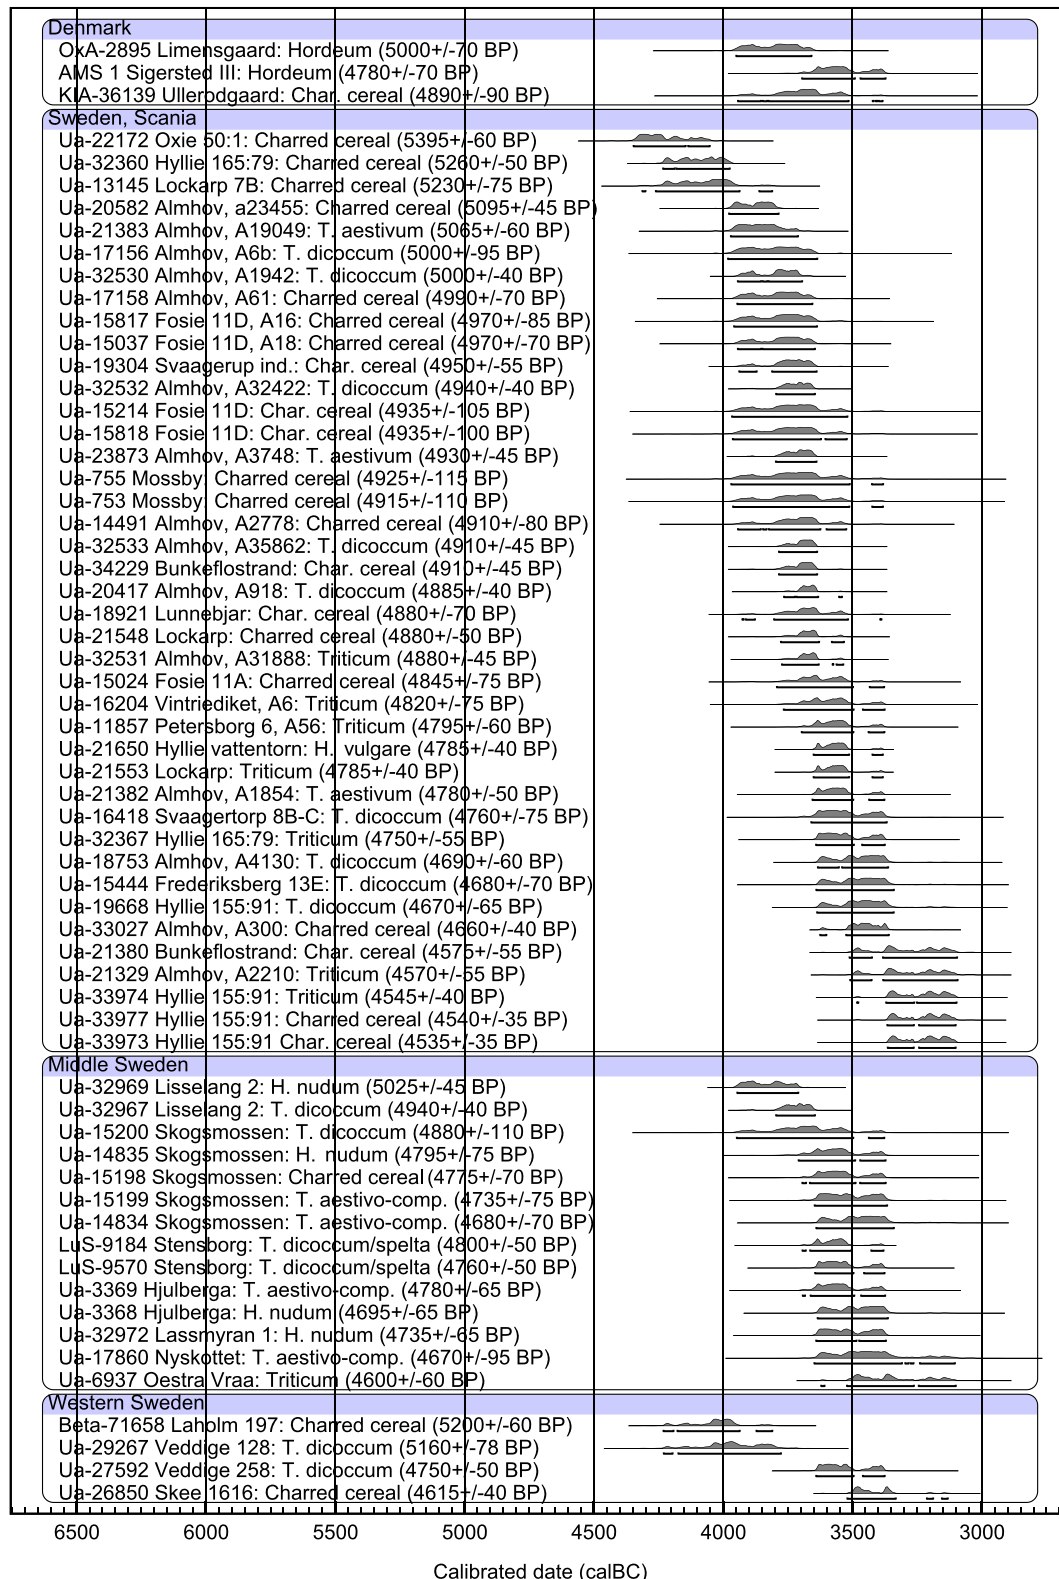 Denmark
OxA-2895 Limensgaard: Hordeum (5000+/-70 BP)
AMS 1 Sigersted III: Hordeum (4780+/-70 BP)
KIA-36139 Ullerodgaard: Char. cereal (4890+/-90 BP)
Sweden, Scania
Ua-22172 Oxie 50:1: Charred cereal (5395+/-60 BP)
Ua-32360 Hyllie 165:79: Charred cereal (5260+/-50 BP)
Ua-13145 Lockarp 7B: Charred cereal (5230+/-75 BP)
Ua-20582 Almhov, a23455: Charred cereal (5095+/-45 BP)
Ua-21383 Almhov, A19049: T. aestivum (5065+/-60 BP)
Ua-17156 Almhov, A6b: T. dicoccum (5000+/-95 BP)
Ua-32530 Almhov, A1942: T. dicoccum (5000+/-40 BP)
Ua-17158 Almhov, A61: Charred cereal (4990+/-70 BP)
Ua-15817 Fosie 11D, A16: Charred cereal (4970+/-85 BP)
Ua-15037 Fosie 11D, A18: Charred cereal (4970+/-70 BP)
Ua-19304 Svaagerup ind.: Char. cereal (4950+/-55 BP)
Ua-32532 Almhov, A32422: T. dicoccum (4940+/-40 BP)
Ua-15214 Fosie 11D: Char. cereal (4935+/-105 BP)
Ua-15818 Fosie 11D: Char. cereal (4935+/-100 BP)
Ua-23873 Almhov, A3748: T. aestivum (4930+/-45 BP)
Ua-755 Mossby: Charred cereal (4925+/-115 BP)
Ua-753 Mossby: Charred cereal (4915+/-110 BP)
Ua-14491 Almhov, A2778: Charred cereal (4910+/-80 BP)
Ua-32533 Almhov, A35862: T. dicoccum (4910+/-45 BP)
Ua-34229 Bunkeflostrand: Char. cereal (4910+/-45 BP)
Ua-20417 Almhov, A918: T. dicoccum (4885+/-40 BP)
Ua-18921 Lunnebjar: Char. cereal (4880+/-70 BP)
Ua-21548 Lockarp: Charred cereal (4880+/-50 BP)
Ua-32531 Almhov, A31888: Triticum (4880+/-45 BP)
Ua-15024 Fosie 11A: Charred cereal (4845+/-75 BP)
Ua-16204 Vintriediket, A6: Triticum (4820+/-75 BP)
Ua-11857 Petersborg 6, A56: Triticum (4795+/-60 BP)
Ua-21650 Hyllie vattentorn: H. vulgare (4785+/-40 BP)
Ua-21553 Lockarp: Triticum (4785+/-40 BP)
Ua-21382 Almhov, A1854: T. aestivum (4780+/-50 BP)
Ua-16418 Svaagertorp 8B-C: T. dicoccum (4760+/-75 BP)
Ua-32367 Hyllie 165:79: Triticum (4750+/-55 BP)
Ua-18753 Almhov, A4130: T. dicoccum (4690+/-60 BP)
Ua-15444 Frederiksberg 13E: T. dicoccum (4680+/-70 BP)
Ua-19668 Hyllie 155:91: T. dicoccum (4670+/-65 BP)
Ua-33027 Almhov, A300: Charred cereal (4660+/-40 BP)
Ua-21380 Bunkeflostrand: Char. cereal (4575+/-55 BP)
Ua-21329 Almhov, A2210: Triticum (4570+/-55 BP)
Ua-33974 Hyllie 155:91: Triticum (4545+/-40 BP)
Ua-33977 Hyllie 155:91: Charred cereal (4540+/-35 BP)
Ua-33973 Hyllie 155:91 Char. cereal (4535+/-35 BP)
Middle Sweden
Ua-32969 Lisselang 2: H. nudum (5025+/-45 BP)
Ua-32967 Lisselang 2: T. dicoccum (4940+/-40 BP)
Ua-15200 Skogsmossen: T. dicoccum (4880+/-110 BP)
Ua-14835 Skogsmossen: H. nudum (4795+/-75 BP)
Ua-15198 Skogsmossen: Charred cereal (4775+/-70 BP)
Ua-15199 Skogsmossen: T. aestivo-comp. (4735+/-75 BP)
Ua-14834 Skogsmossen: T. aestivo-comp. (4680+/-70 BP)
LuS-9184 Stensborg: T. dicoccum/spelta (4800+/-50 BP)
LuS-9570 Stensborg: T. dicoccum/spelta (4760+/-50 BP)
Ua-3369 Hjulberga: T. aestivo-comp. (4780+/-65 BP)
Ua-3368 Hjulberga: H. nudum (4695+/-65 BP)
Ua-32972 Lassmyran 1: H. nudum (4735+/-65 BP)
Ua-17860 Nyskottet: T. aestivo-comp. (4670+/-95 BP)
Ua-6937 Oestra Vraa: Triticum (4600+/-60 BP)
Western Sweden
Beta-71658 Laholm 197: Charred cereal (5200+/-60 BP)
Ua-29267 Veddige 128: T. dicoccum (5160+/-78 BP)
Ua-27592 Veddige 258: T. dicoccum (4750+/-50 BP)
Ua-26850 Skee 1616: Charred cereal (4615+/-40 BP)
6500 6000 5500 5000 4500 4000 3500 3000
Calibrated date (calBC)